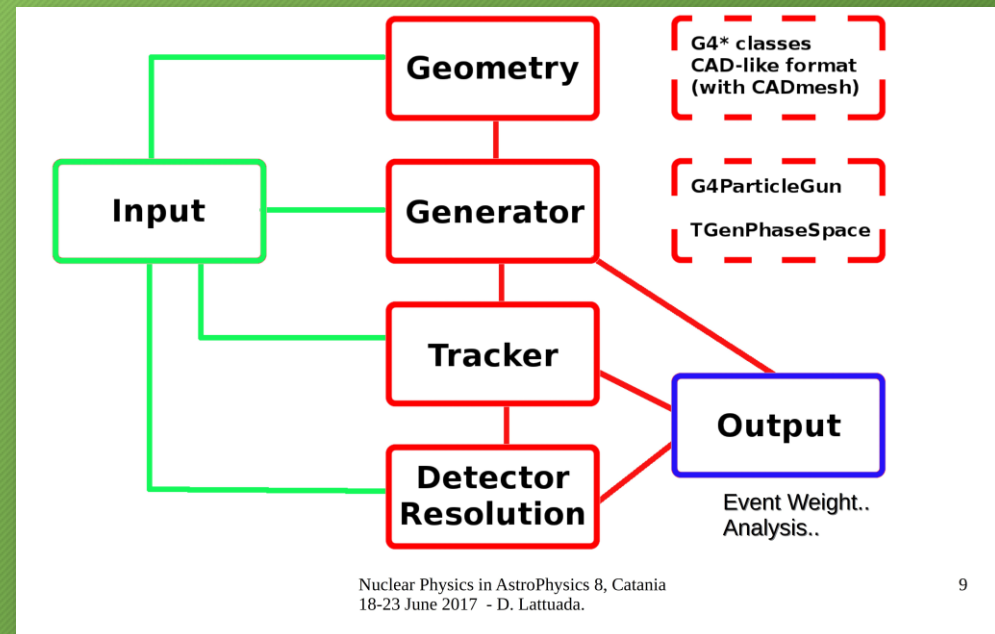 Geometry
G4* classes
CAD-like format
(with CADmesh)
Input
Generator
G4ParticleGun
TGenPhaseSpace
Tracker
Output
Detector
Resolution
Event Weight..
Analysis..
Nuclear Physics in AstroPhysics 8, Catania
18-23 June 2017 - D. Lattuada.
9